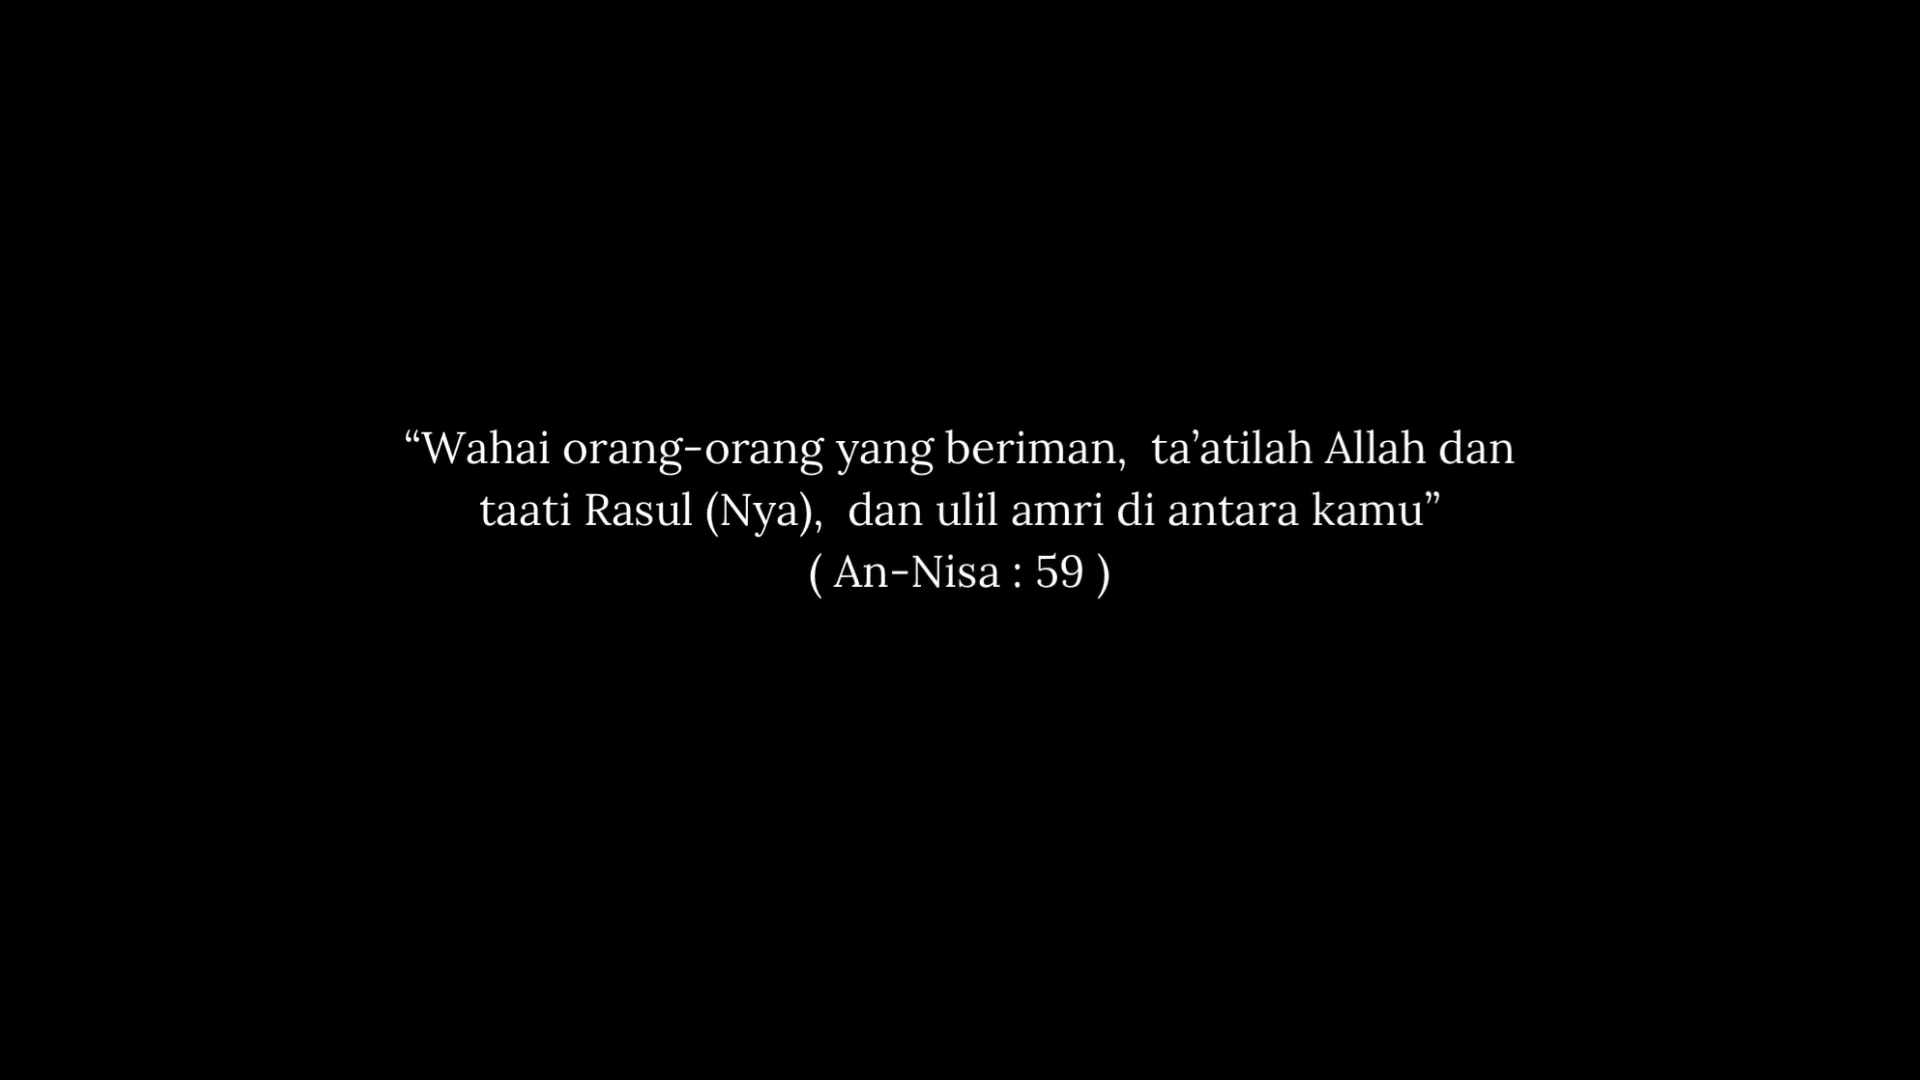 “Wahai orang-orang yang beriman,  ta’atilah Allah dan
taati Rasul (Nya),  dan ulil amri di antara kamu”
( An-Nisa : 59 )